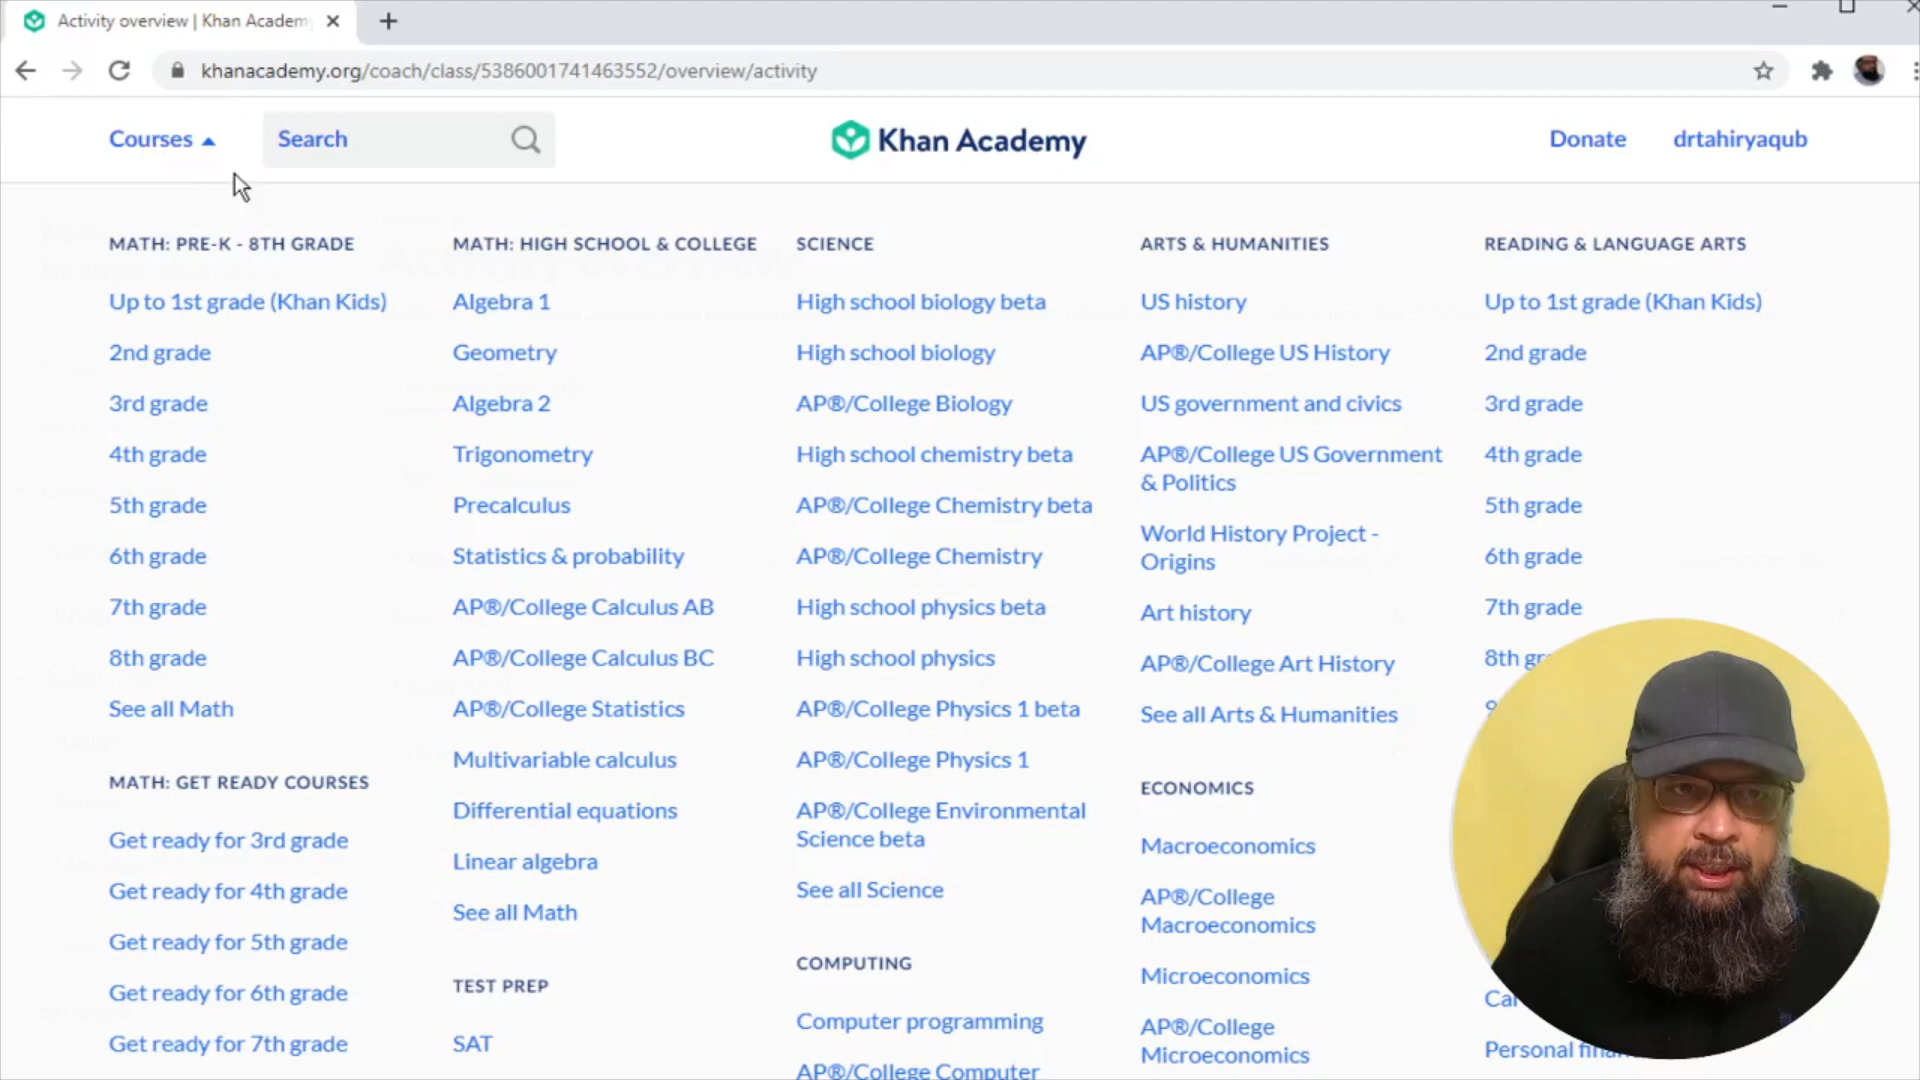 Activity overview | Khan Academ
khanacademy.org/coach/class/5386001741463552/overview/activity
Courses
Search
Khan Academy
Donate
drtahiryaqub
MATH: PRE-K - 8TH GRADE
Up to 1st grade (Khan Kids)
2nd grade
3rd grade
4th grade
5th grade
6th grade
7th grade
8th grade
See all Math
MATH: GET READY COURSES
Get ready for 3rd grade
Get ready for 4th grade
Get ready for 5th grade
Get ready for 6th grade
Get ready for 7th grade
MATH: HIGH SCHOOL & COLLEGE
Algebra 1
Geometry
Algebra 2
Trigonometry
Precalculus
Statistics & probability
AP®/College Calculus AB
AP®/College Calculus BC
AP®/College Statistics
Multivariable calculus
Differential equations
Linear algebra
See all Math
TEST PREP
SAT
SCIENCE
High school biology beta
High school biology
AP®/College Biology
High school chemistry beta
AP®/College Chemistry beta
AP®/College Chemistry
High school physics beta
High school physics
AP®/College Physics 1 beta
AP®/College Physics 1
AP®/College Environmental
Science beta
See all Science
COMPUTING
Computer programming
AP®/College Computer
ARTS & HUMANITIES
US history
AP®/College US History
US government and civics
AP®/College US Government
& Politics
World History Project -
Origins
Art history
AP®/College Art History
See all Arts & Humanities
ECONOMICS
Macroeconomics
AP®/College
Macroeconomics
Microeconomics
AP®/College
Microeconomics
READING & LANGUAGE ARTS
Up to 1st grade (Khan Kids)
2nd grade
3rd grade
4th grade
5th grade
6th grade
7th grade
8th gr
Personal fina